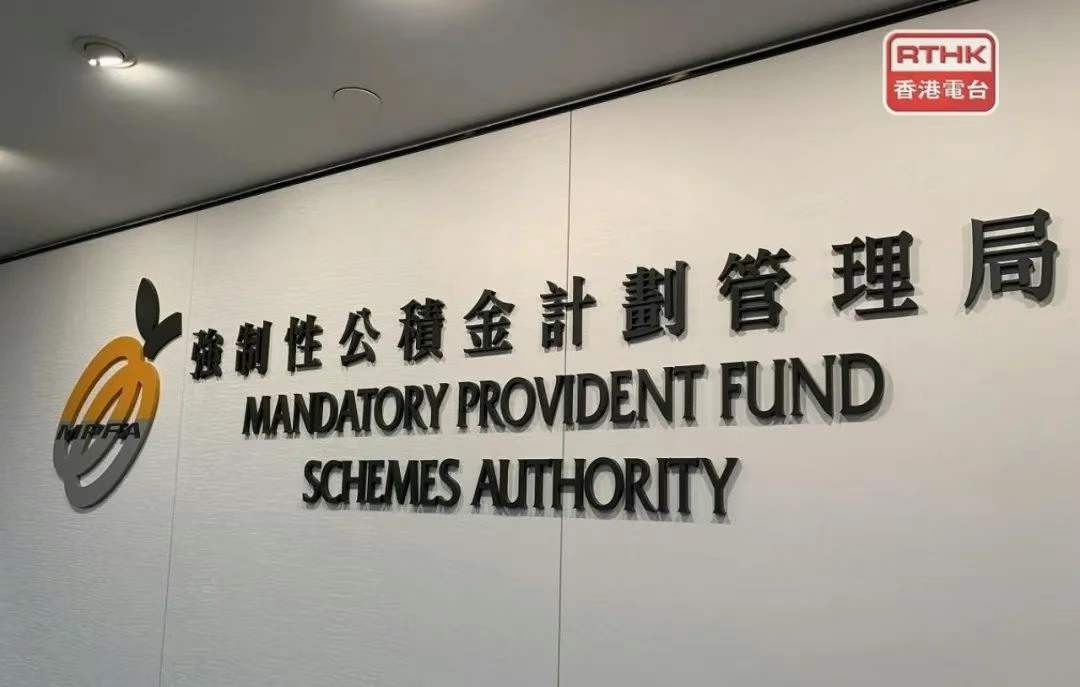 RTHK
香港電台
強制性公積金計劃管理局
MANDATORY PROVIDENT FUND
SCHEMES AUTHORITY
MPFA